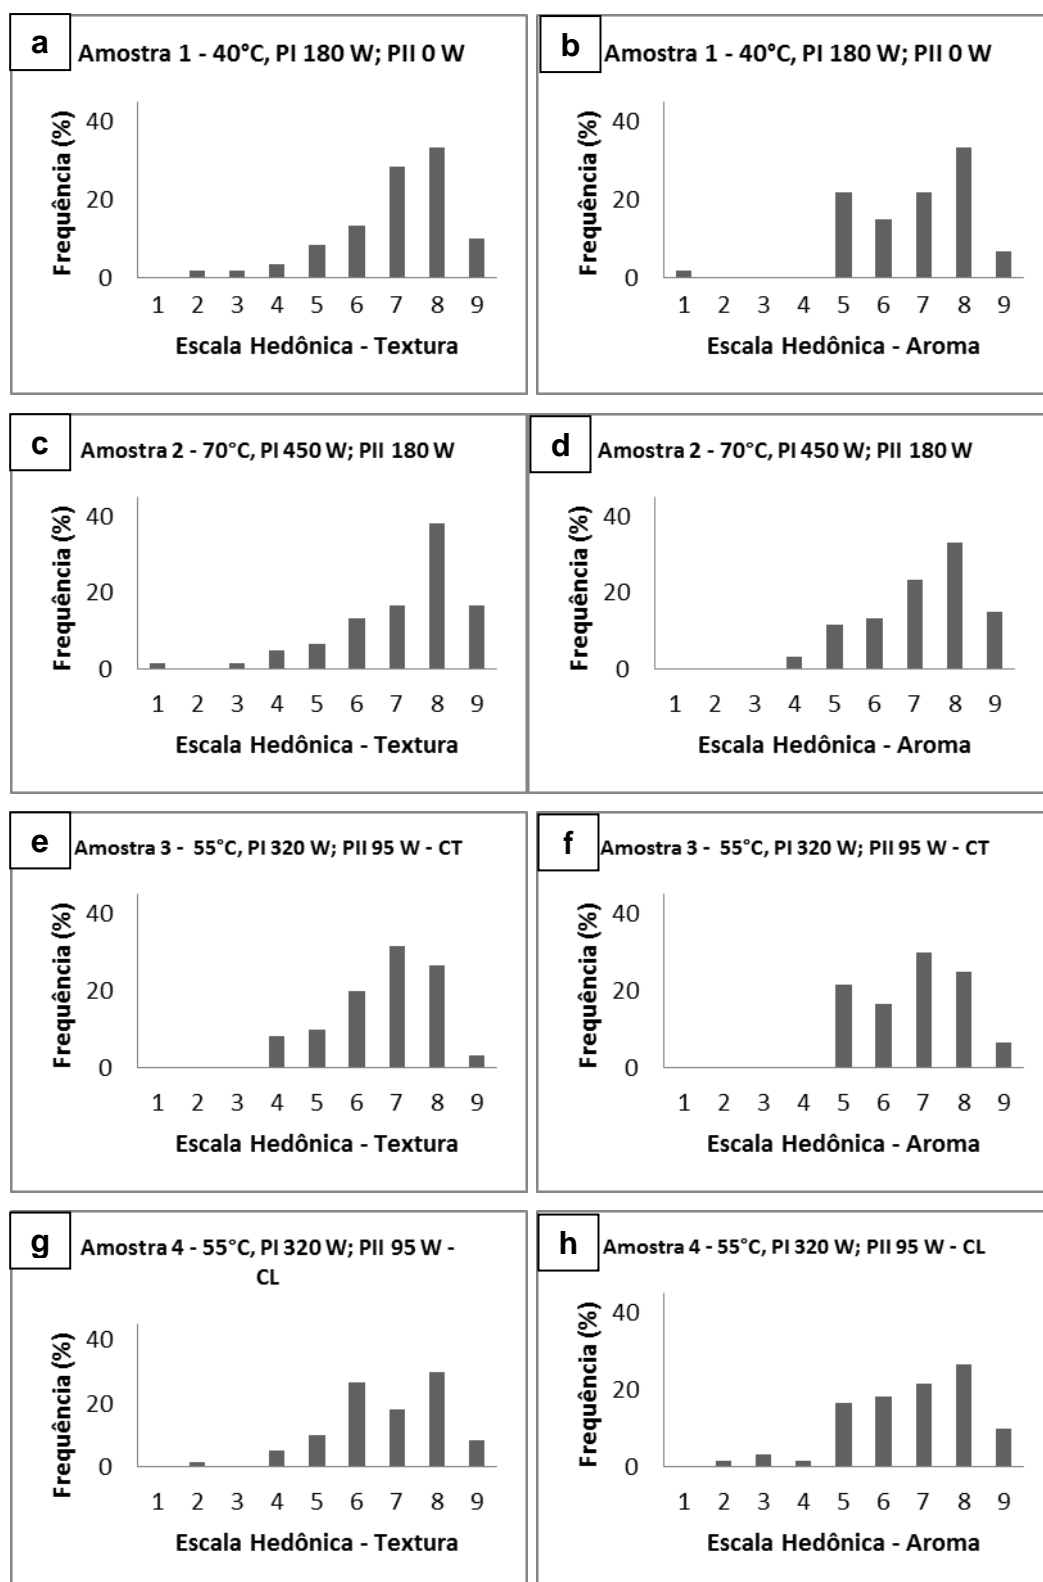 a
Amostra 1 - 40°C, PI 180 W; PII 0 W
Frequência (%)
40
20
0
1 2 3 4 5 6 7 8 9
Escala Hedônica - Textura
b
Amostra 1 - 40°C, PI 180 W; PII 0 W
Frequência (%)
40
20
0
1 2 3 4 5 6 7 8 9
Escala Hedônica - Aroma
c
Amostra 2 - 70°C, PI 450 W; PII 180 W
Frequência (%)
40
20
0
1 2 3 4 5 6 7 8 9
Escala Hedônica - Textura
d
Amostra 2 - 70°C, PI 450 W; PII 180 W
Frequência (%)
40
20
0
1 2 3 4 5 6 7 8 9
Escala Hedônica - Aroma
e
Amostra 3 - 55°C, PI 320 W; PII 95 W - CT
Frequência (%)
40
20
0
1 2 3 4 5 6 7 8 9
Escala Hedônica - Textura
f
Amostra 3 - 55°C, PI 320 W; PII 95 W - CT
Frequência (%)
40
20
0
1 2 3 4 5 6 7 8 9
Escala Hedônica - Aroma
g
Amostra 4 - 55°C, PI 320 W; PII 95 W -
CL
Frequência (%)
40
20
0
1 2 3 4 5 6 7 8 9
Escala Hedônica - Textura
h
Amostra 4 - 55°C, PI 320 W; PII 95 W - CL
Frequência (%)
40
20
0
1 2 3 4 5 6 7 8 9
Escala Hedônica - Aroma